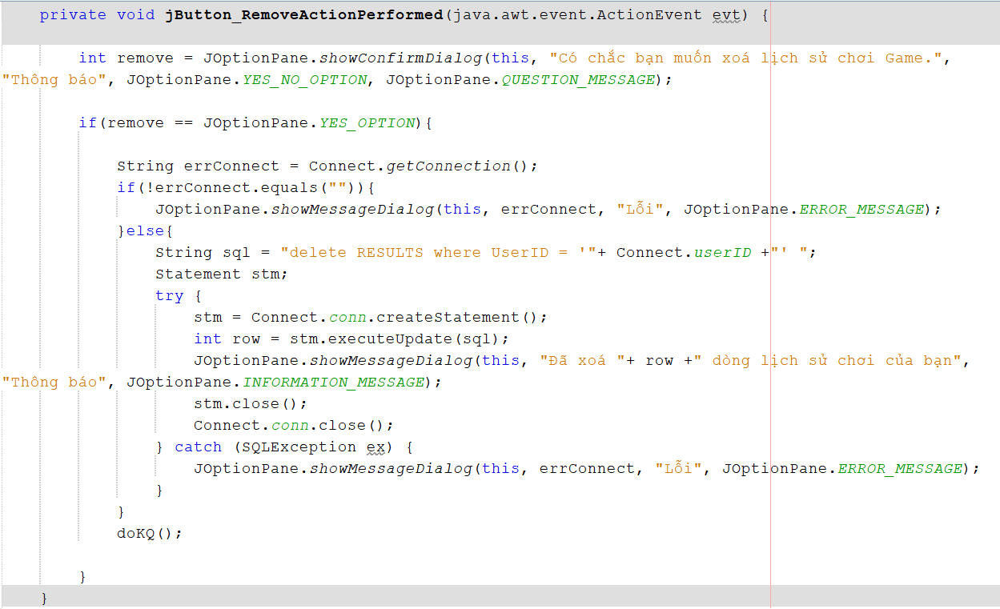 private void jButton_RemoveActionPerformed(java.awt.event.ActionEvent evt) {
int remove = JOptionPane.showConfirmDialog(this, "Có chắc bạn muốn xoá lịch sử chơi Game.",
"Thông báo", JOptionPane.YES_NO_OPTION, JOptionPane.QUESTION_MESSAGE);
if(remove == JOptionPane.YES_OPTION){
String errConnect = Connect.getConnection();
if(!errConnect.equals("")){
JOptionPane.showMessageDialog(this, errConnect, "Lỗi", JOptionPane.ERROR_MESSAGE);
}else{
String sql = "delete RESULTS where UserID = '"+ Connect.userID +"' ";
Statement stm;
try {
stm = Connect.conn.createStatement();
int row = stm.executeUpdate(sql);
JOptionPane.showMessageDialog(this, "Đã xoá "+ row +" dòng lịch sử chơi của bạn",
"Thông báo", JOptionPane.INFORMATION_MESSAGE);
stm.close();
Connect.conn.close();
} catch (SQLException ex) {
JOptionPane.showMessageDialog(this, errConnect, "Lỗi", JOptionPane.ERROR_MESSAGE);
}
}
doKQ();
}
}